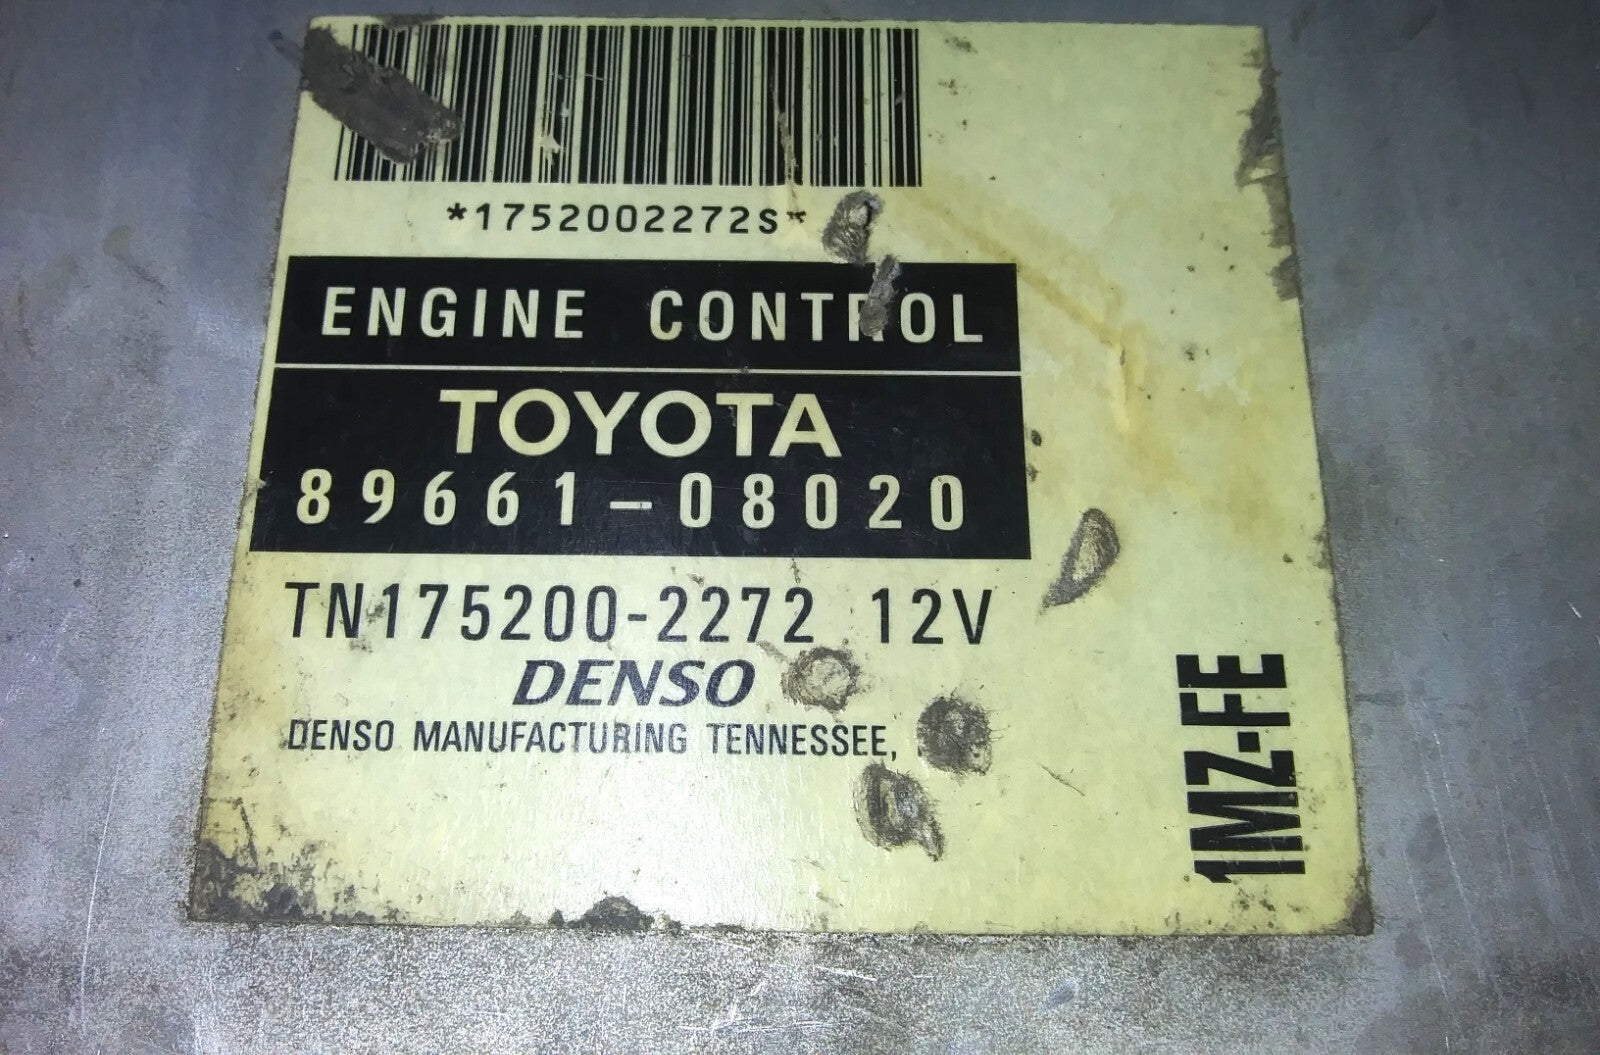 *1752002272S*
ENGINE CONTROL
TOYOTA
89661-08020
TN175200-2272 12V
DENSO
DENSO MANUFACTURING TENNESSEE,
1MZ-FE